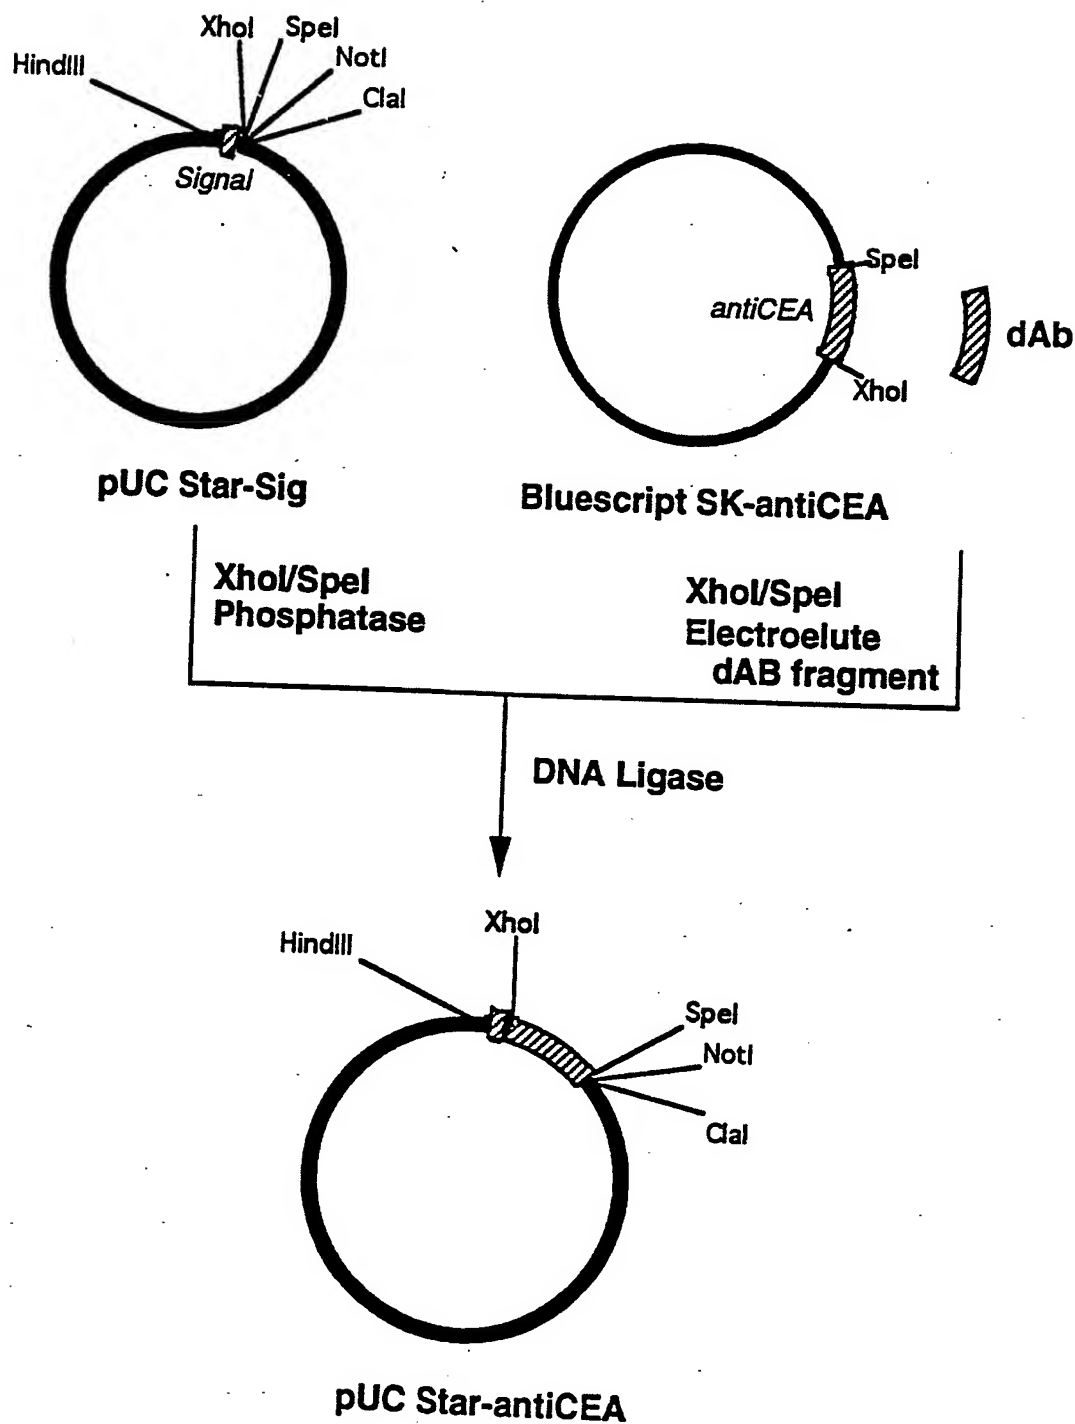 XhoI
SpeI
HindIII
NotI
ClaI
Signal
SpeI
antiCEA
dAb
XhoI
pUC Star-Sig
Bluescript SK-antiCEA
XhoI/SpeI
Phosphatase
XhoI/SpeI
Electroelute
dAB fragment
DNA Ligase
XhoI
HindIII
SpeI
NotI
ClaI
pUC Star-antiCEA